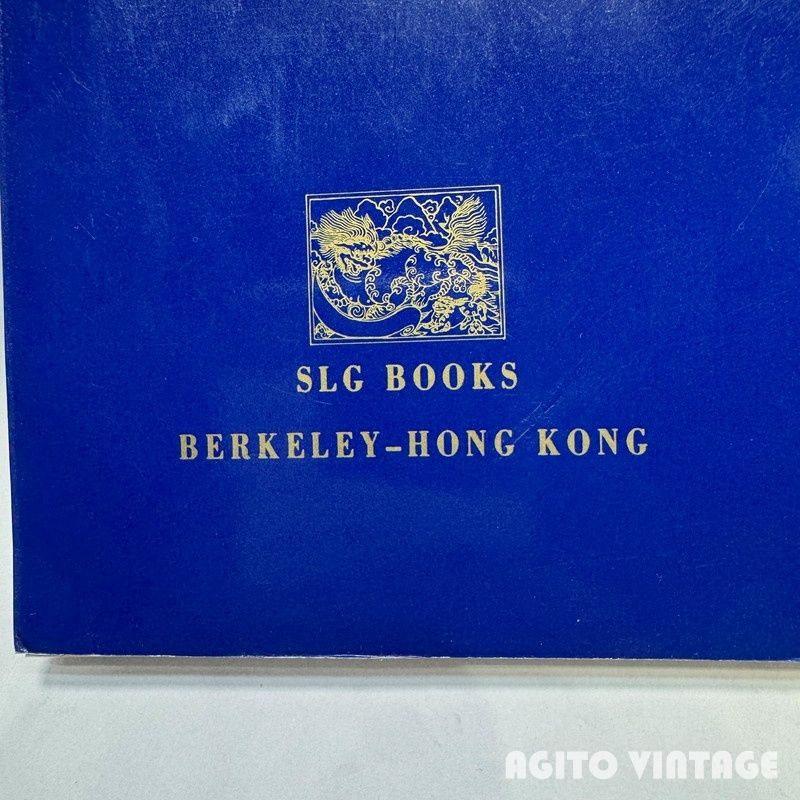 SLG BOOKS
BERKELEY-HONG KONG
AGITO VINTAGE